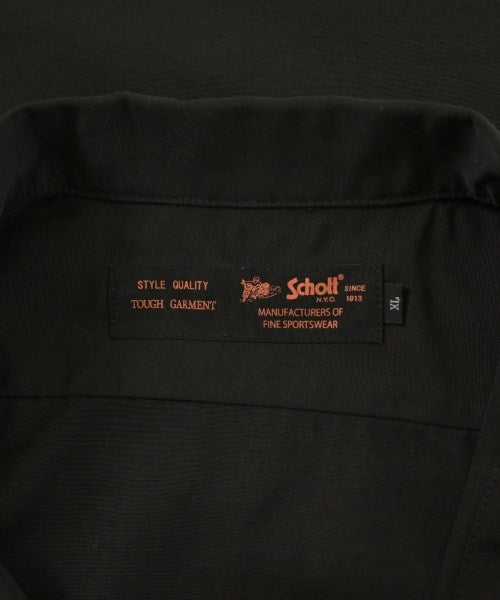 STYLE QUALITY
TOUGH GARMENT
Schott®
N.Y.C.
SINCE
1913
MANUFACTURERS OF
FINE SPORTSWEAR
XL